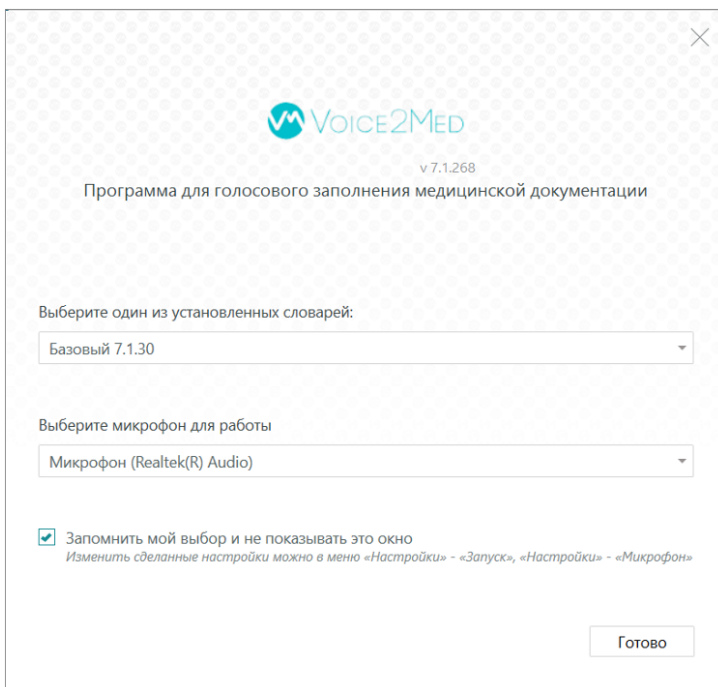 VOICE2MED
v 7.1.268
Программа для голосового заполнения медицинской документации
Выберите один из установленных словарей:
Базовый 7.1.30
Выберите микрофон для работы
Микрофон (Realtek(R) Audio)
Запомнить мой выбор и не показывать это окно
Изменить сделанные настройки можно в меню «Настройки» - «Запуск», «Настройки» - «Микрофон»
Готово